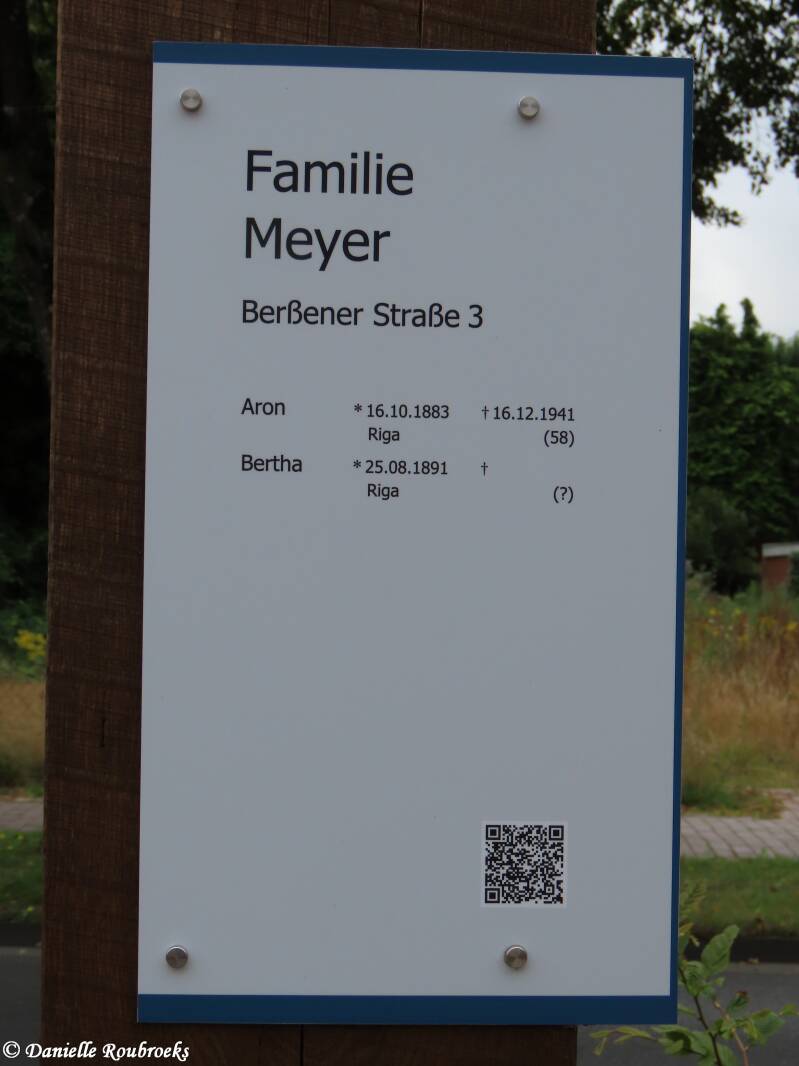 Familie
Meyer
Berßener Straße 3
Aron * 16.10.1883 † 16.12.1941
Riga (58)
Bertha * 25.08.1891 †
Riga (?)
© Danielle Roubroeks